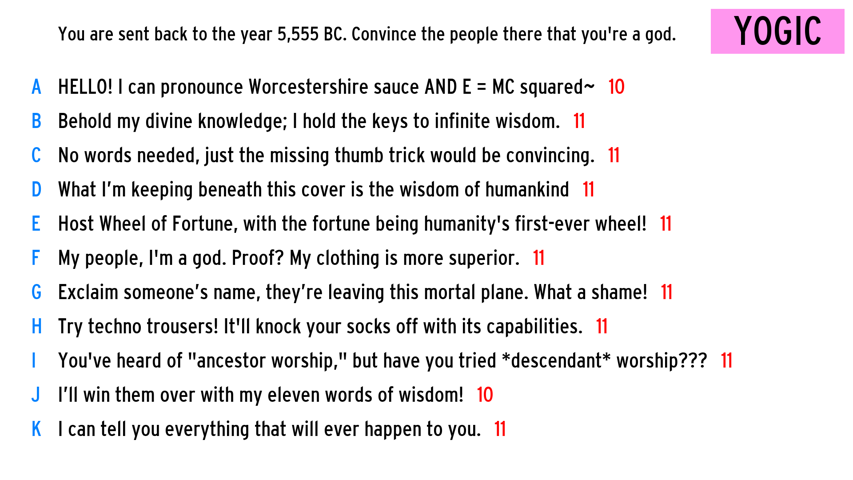 You are sent back to the year 5,555 BC. Convince the people there that you're a god.
YOGIC
A HELLO! I can pronounce Worcestershire sauce AND E = MC squared~ 10
B Behold my divine knowledge; I hold the keys to infinite wisdom. 11
C No words needed, just the missing thumb trick would be convincing. 11
D What I’m keeping beneath this cover is the wisdom of humankind 11
E Host Wheel of Fortune, with the fortune being humanity's first-ever wheel! 11
F My people, I'm a god. Proof? My clothing is more superior. 11
G Exclaim someone’s name, they’re leaving this mortal plane. What a shame! 11
H Try techno trousers! It'll knock your socks off with its capabilities. 11
I You've heard of "ancestor worship," but have you tried *descendant* worship??? 11
J I’ll win them over with my eleven words of wisdom! 10
K I can tell you everything that will ever happen to you. 11